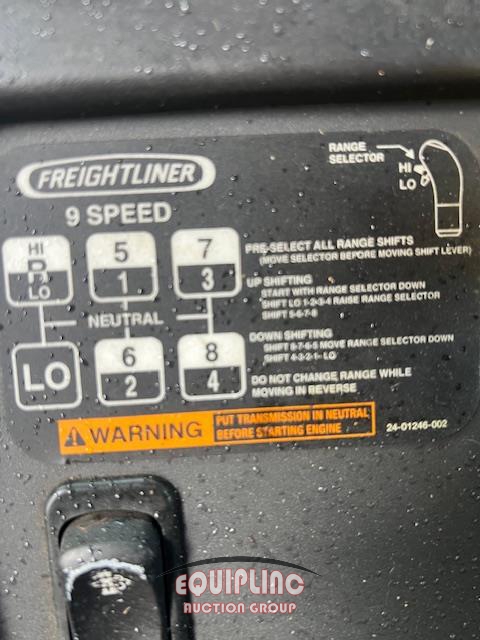 FREIGHTLINER
9 SPEED
RANGE
SELECTOR
HI
LO
HI
R
LO
5
1
7
3
NEUTRAL
LO
6
2
8
4
PRE-SELECT ALL RANGE SHIFTS
(MOVE SELECTOR BEFORE MOVING SHIFT LEVER)
UP SHIFTING
START WITH RANGE SELECTOR DOWN
SHIFT LO 1-2-3-4 RAISE RANGE SELECTOR
SHIFT 5-6-7-8
DOWN SHIFTING
SHIFT 8-7-6-5 MOVE RANGE SELECTOR DOWN
SHIFT 4-3-2-1- LO
DO NOT CHANGE RANGE WHILE
MOVING IN REVERSE
WARNING
PUT TRANSMISSION IN NEUTRAL
BEFORE STARTING ENGINE
24-01246-002
EQUIPLINC
AUCTION GROUP